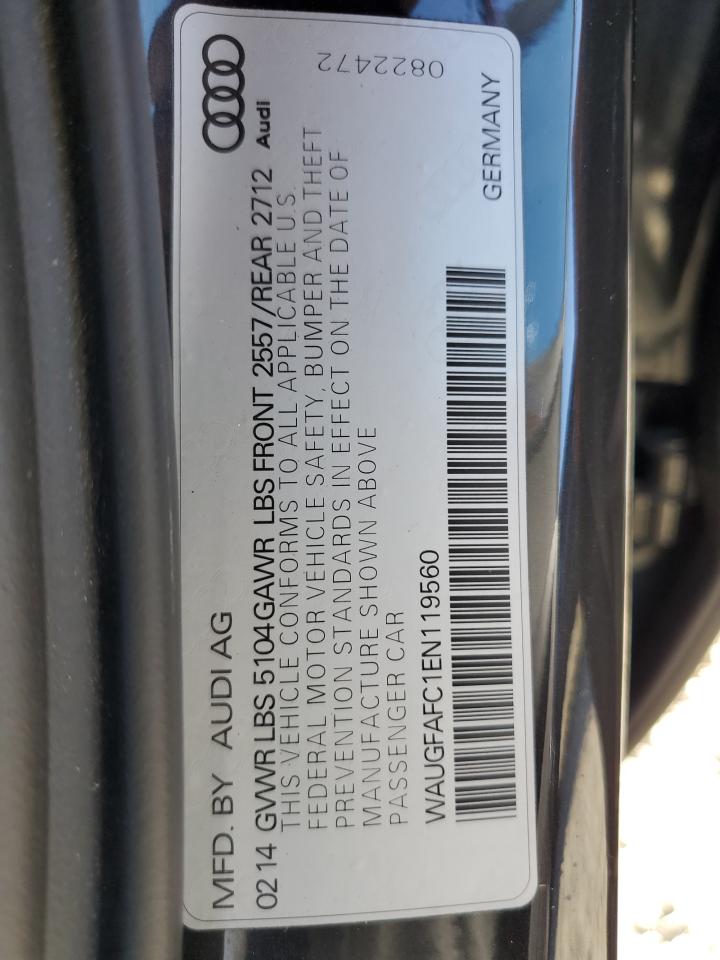 MFD. BY AUDI AG
02 14 GVWR LBS 5104 GAWR LBS FRONT 2557/REAR 2712
Audi
THIS VEHICLE CONFORMS TO ALL APPLICABLE U.S.
FEDERAL MOTOR VEHICLE SAFETY, BUMPER AND THEFT
PREVENTION STANDARDS IN EFFECT ON THE DATE OF
MANUFACTURE SHOWN ABOVE
PASSENGER CAR
0822472
WAUGFAFC1EN119560
GERMANY